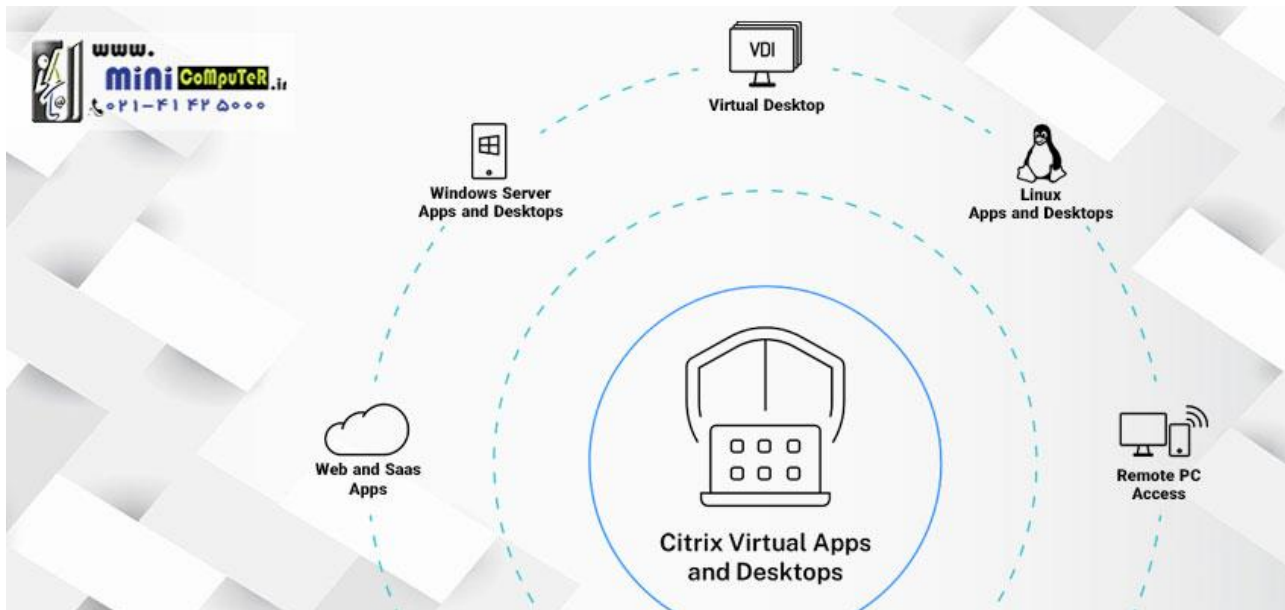 www.
MiNi CoMpuTeR.ir
۰۲۱-۴۱۴۲۵۰۰۰
VDI
Virtual Desktop
Windows Server
Apps and Desktops
Linux
Apps and Desktops
Web and Saas
Apps
Remote PC
Access
Citrix Virtual Apps
and Desktops